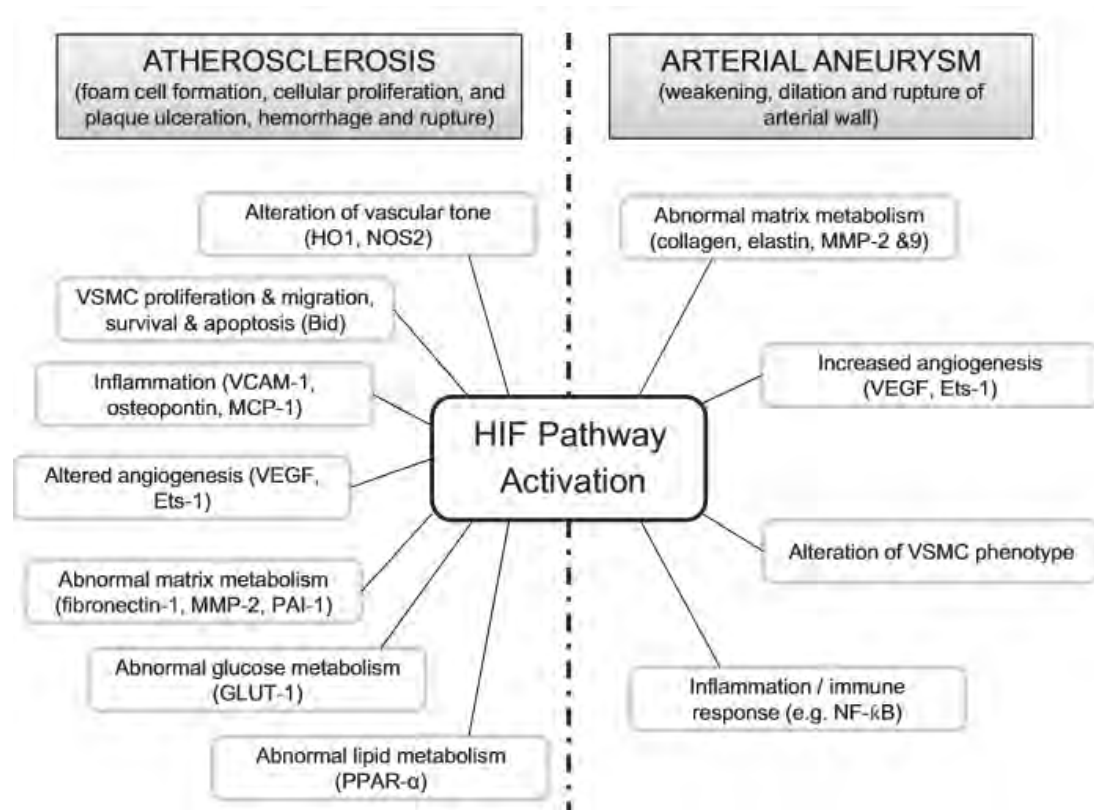 ATHEROSCLEROSIS
(foam cell formation, cellular proliferation, and
plaque ulceration, hemorrhage and rupture)
ARTERIAL ANEURYSM
(weakening, dilation and rupture of
arterial wall)
Alteration of vascular tone
(HO1, NOS2)
VSMC proliferation & migration,
survival & apoptosis (Bid)
Inflammation (VCAM-1,
osteopontin, MCP-1)
Altered angiogenesis (VEGF,
Ets-1)
Abnormal matrix metabolism
(fibronectin-1, MMP-2, PAI-1)
Abnormal glucose metabolism
(GLUT-1)
Abnormal lipid metabolism
(PPAR-α)
HIF Pathway
Activation
Abnormal matrix metabolism
(collagen, elastin, MMP-2 &9)
Increased angiogenesis
(VEGF, Ets-1)
Alteration of VSMC phenotype
Inflammation / immune
response (e.g. NF-ƙB)